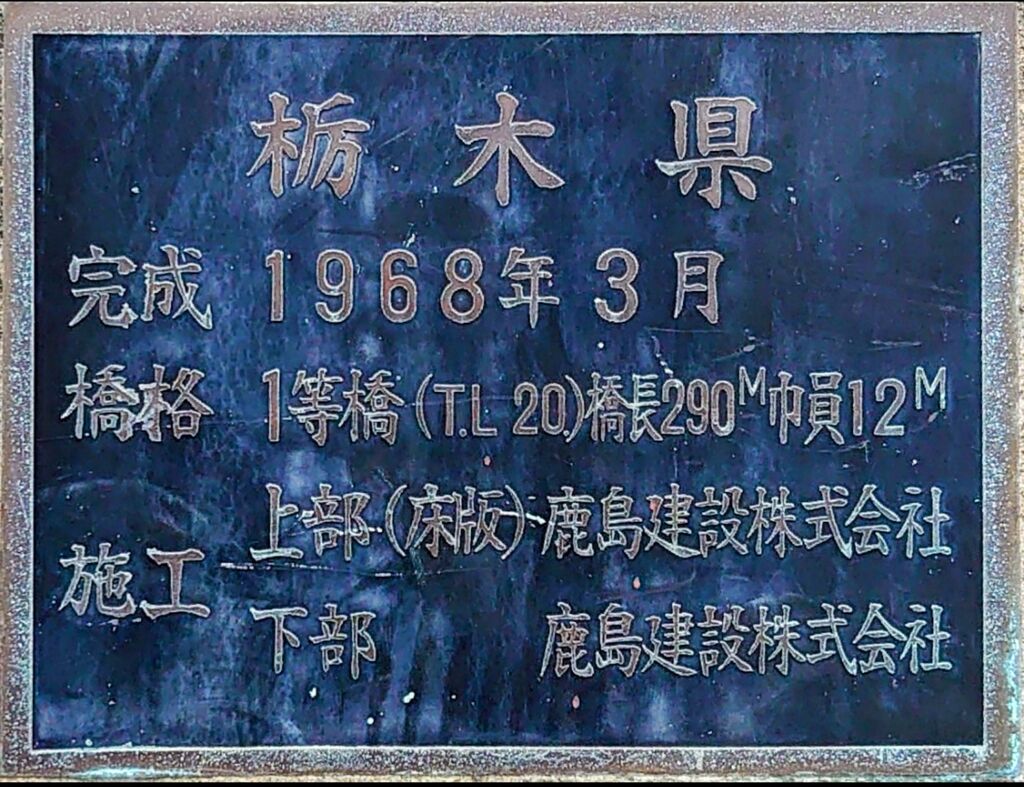 栃木県
完成 1968年3月
橋格 1等橋(T.L 20.)橋長290M巾員12M
施工 上部(床版)鹿島建設株式会社
下部 鹿島建設株式会社